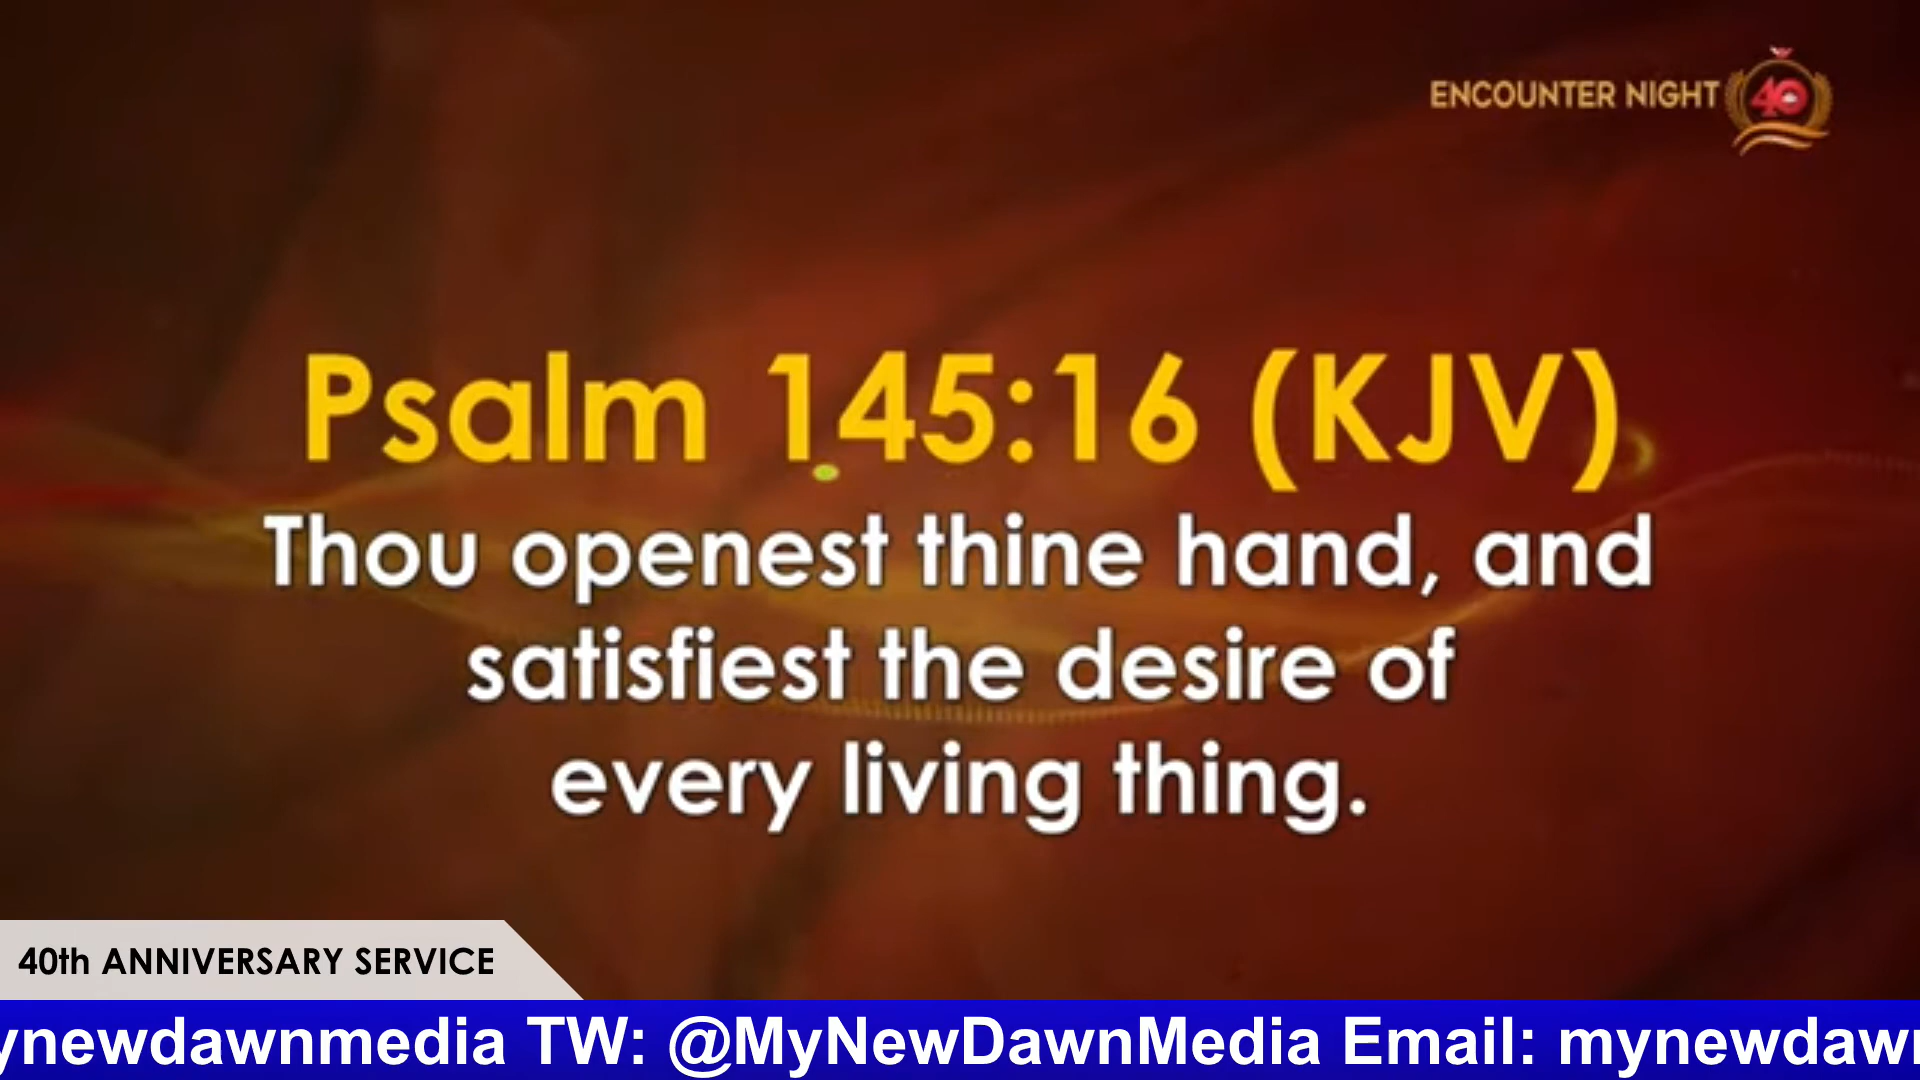 ENCOUNTER NIGHT 40
Psalm 145:16 (KJV)
Thou openest thine hand, and
satisfiest the desire of
every living thing.
40th ANNIVERSARY SERVICE
ynewdawnmedia TW: @MyNewDawnMedia Email: mynewdawn